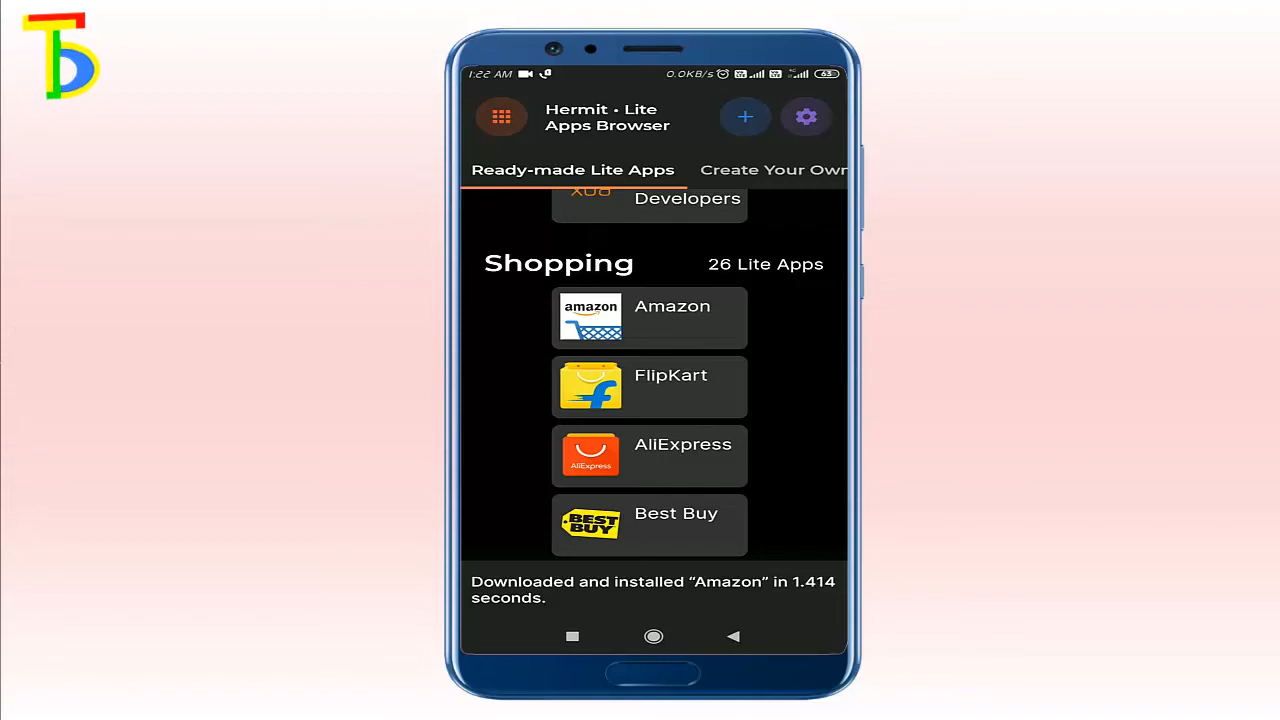 1:22 AM
0.0KB/s
63
Hermit • Lite
Apps Browser
Ready-made Lite Apps
Create Your Own
Developers
Shopping
26 Lite Apps
amazon
Amazon
FlipKart
AliExpress
AliExpress
BEST
BUY
Best Buy
Downloaded and installed “Amazon” in 1.414
seconds.